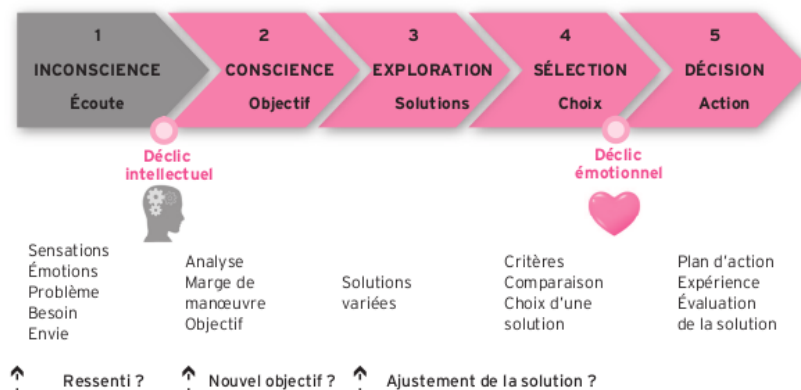 1
INCONSCIENCE
Écoute
2
CONSCIENCE
Objectif
3
EXPLORATION
Solutions
4
SÉLECTION
Choix
5
DÉCISION
Action
Déclic
intellectuel
Déclic
émotionnel
Sensations
Émotions
Problème
Besoin
Envie
Analyse
Marge de
manœuvre
Objectif
Solutions
variées
Critères
Comparaison
Choix d’une
solution
Plan d’action
Expérience
Évaluation
de la solution
Ressenti ?
Nouvel objectif ?
Ajustement de la solution ?